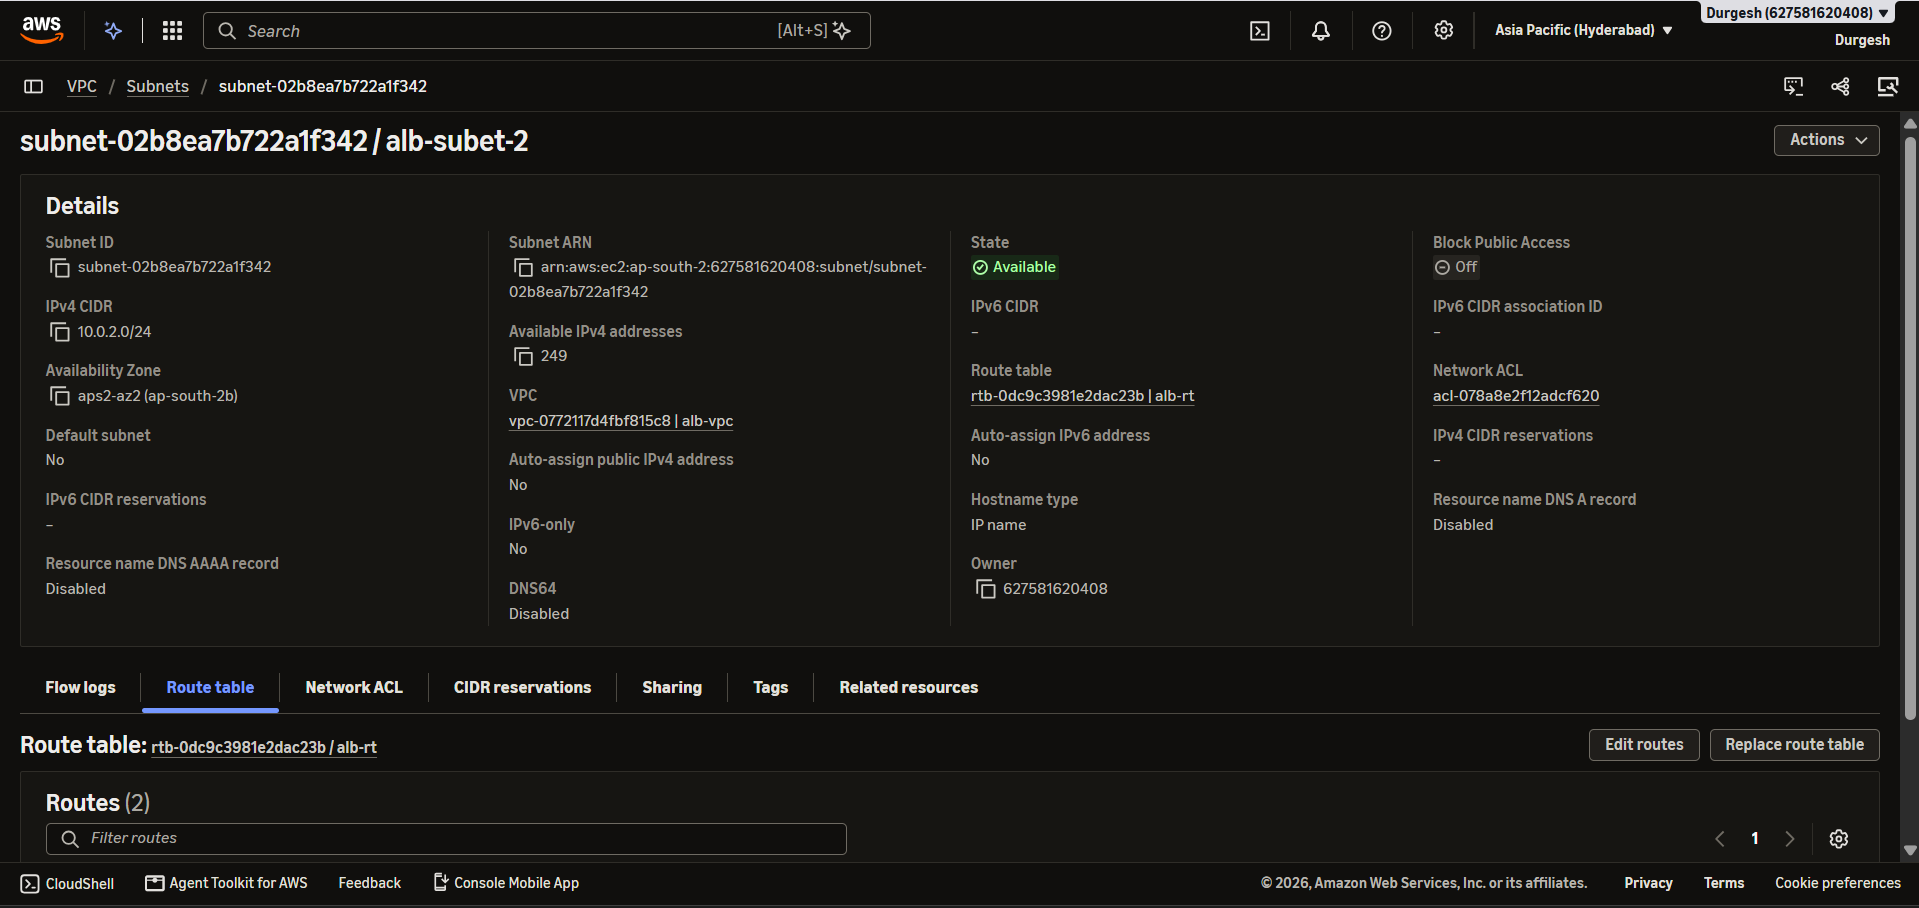 aws
Search [Alt+S]
Asia Pacific (Hyderabad)
Durgesh (627581620408)
Durgesh
VPC / Subnets / subnet-02b8ea7b722a1f342
subnet-02b8ea7b722a1f342 / alb-subet-2
Actions
Details
Subnet ID
subnet-02b8ea7b722a1f342
IPv4 CIDR
10.0.2.0/24
Availability Zone
aps2-az2 (ap-south-2b)
Default subnet
No
IPv6 CIDR reservations
–
Resource name DNS AAAA record
Disabled
Subnet ARN
arn:aws:ec2:ap-south-2:627581620408:subnet/subnet-
02b8ea7b722a1f342
Available IPv4 addresses
249
VPC
vpc-0772117d4fbf815c8 | alb-vpc
Auto-assign public IPv4 address
No
IPv6-only
No
DNS64
Disabled
State
Available
IPv6 CIDR
–
Route table
rtb-0dc9c3981e2dac23b | alb-rt
Auto-assign IPv6 address
No
Hostname type
IP name
Owner
627581620408
Block Public Access
Off
IPv6 CIDR association ID
–
Network ACL
acl-078a8e2f12adcf620
IPv4 CIDR reservations
–
Resource name DNS A record
Disabled
Flow logs
Route table
Network ACL
CIDR reservations
Sharing
Tags
Related resources
Route table: rtb-0dc9c3981e2dac23b / alb-rt
Edit routes
Replace route table
Routes (2)
Filter routes
1
CloudShell
Agent Toolkit for AWS
Feedback
Console Mobile App
© 2026, Amazon Web Services, Inc. or its affiliates.
Privacy
Terms
Cookie preferences